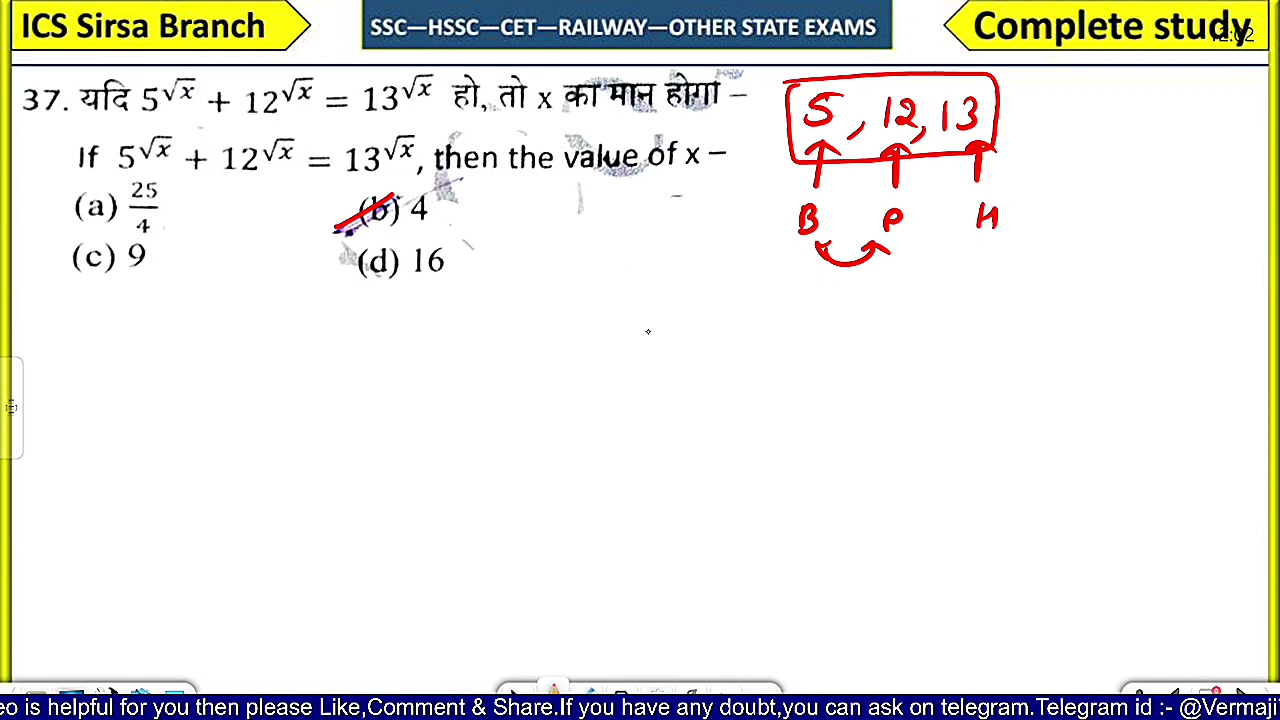 ICS Sirsa Branch
SSC—HSSC—CET—RAILWAY—OTHER STATE EXAMS
Complete study
37. यदि 5^√x + 12^√x = 13^√x हो, तो x का मान होगा –
If 5^√x + 12^√x = 13^√x, then the value of x –
(a) 25/4
(b) 4
(c) 9
(d) 16
5, 12, 13
B P H
eo is helpful for you then please Like,Comment & Share.If you have any doubt,you can ask on telegram.Telegram id :- @Vermaji